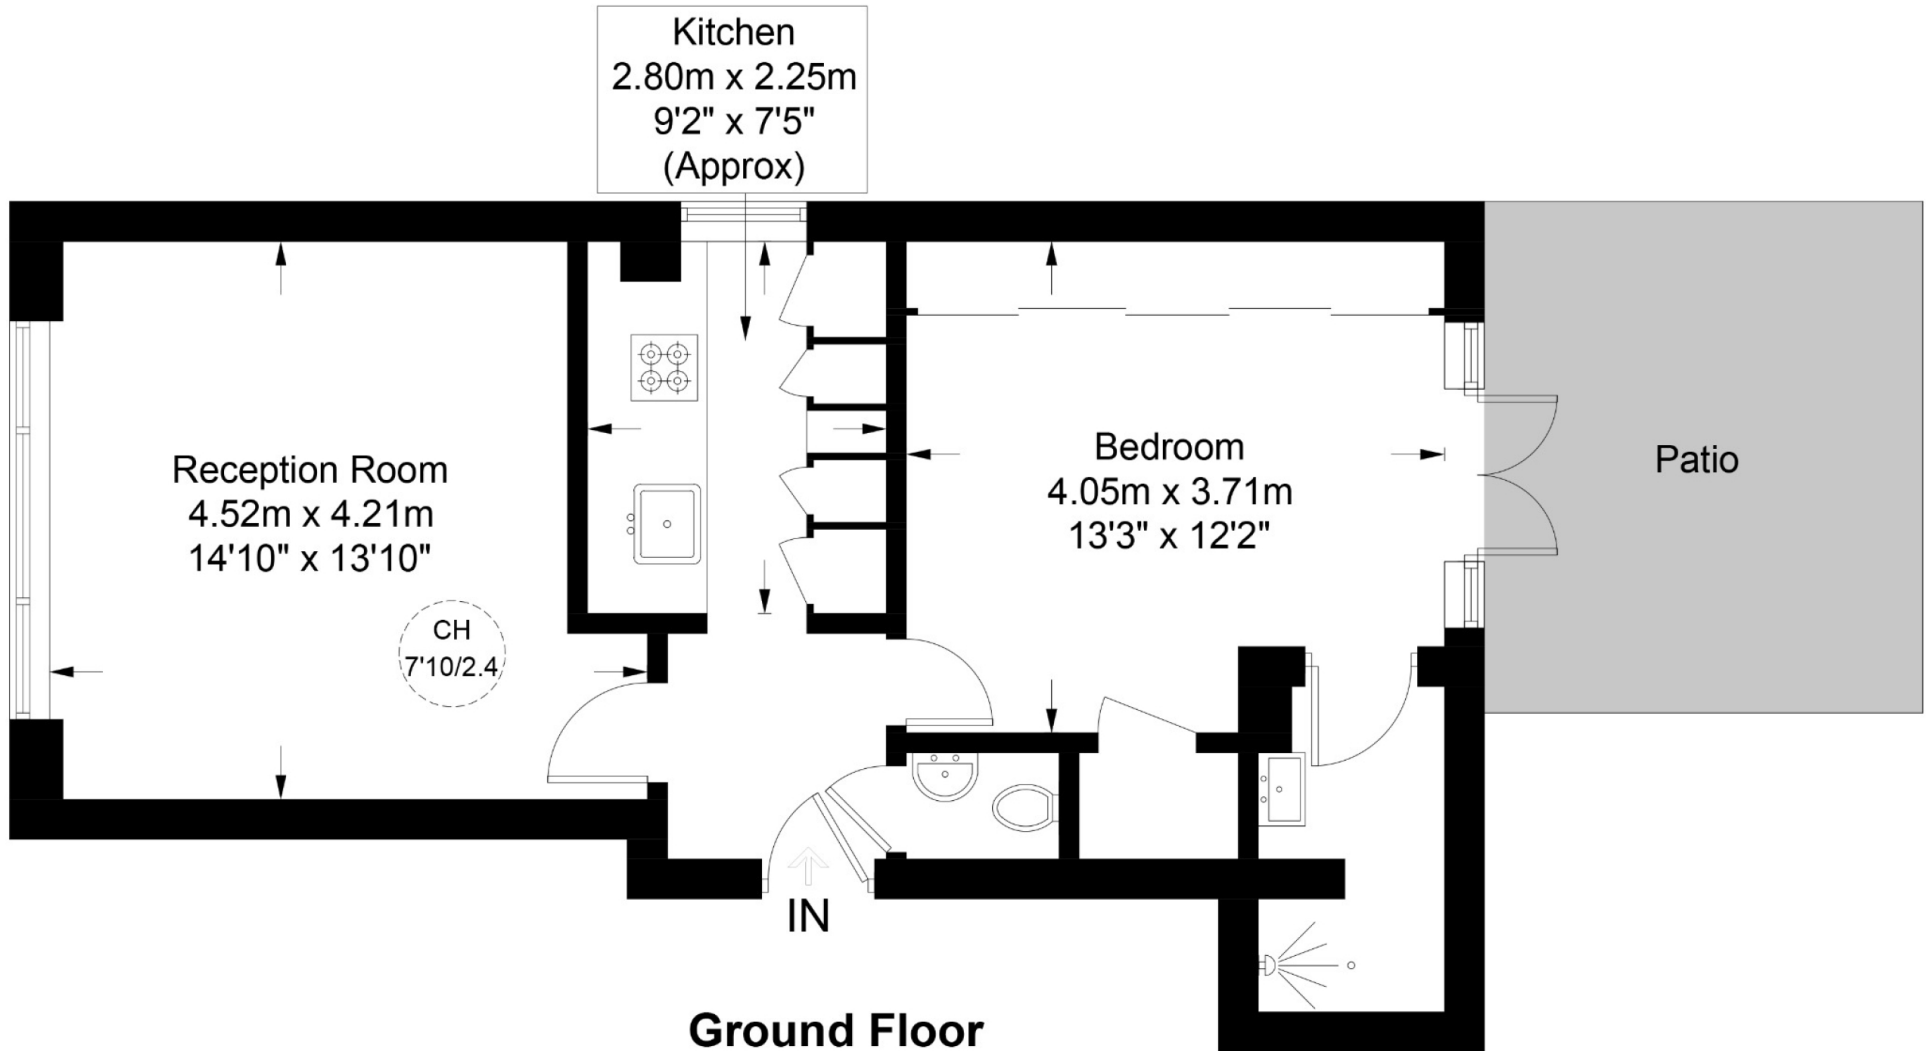 Kitchen
2.80m x 2.25m
9'2" x 7'5"
(Approx)
Reception Room
4.52m x 4.21m
14'10" x 13'10"
CH
7'10/2.4
Bedroom
4.05m x 3.71m
13'3" x 12'2"
Patio
IN
Ground Floor